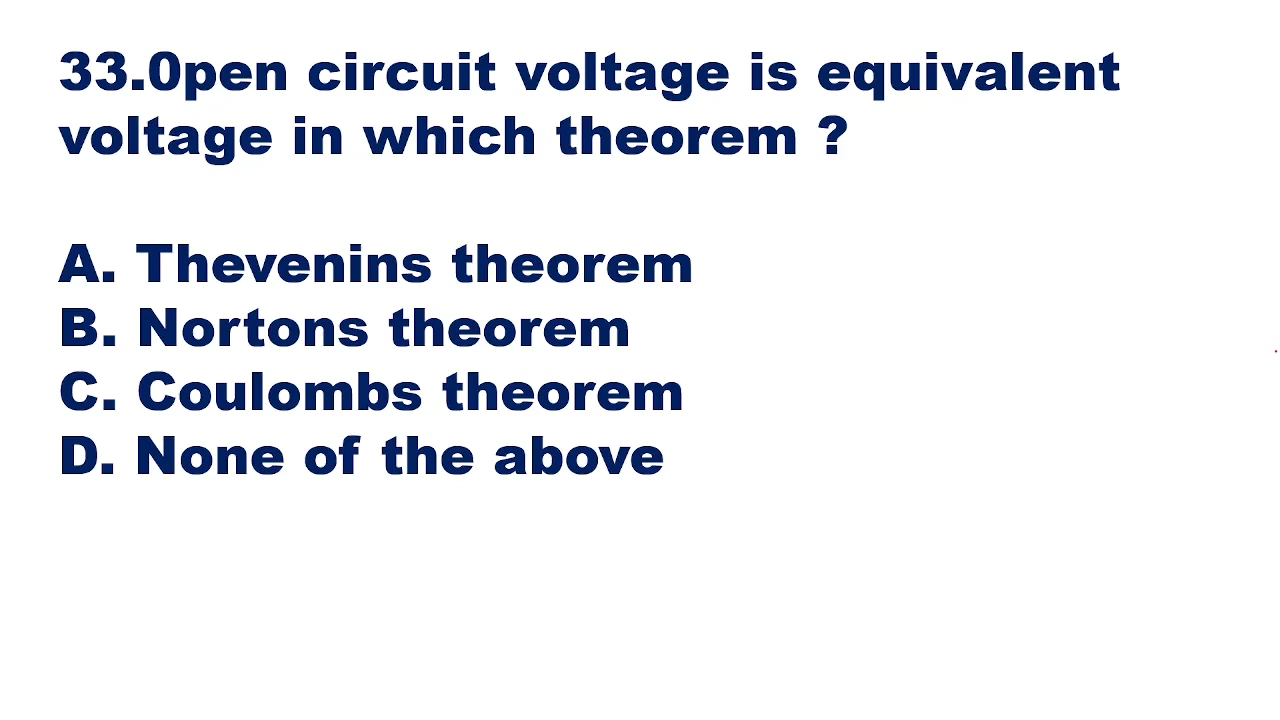 33.0pen circuit voltage is equivalent
voltage in which theorem ?
A. Thevenins theorem
B. Nortons theorem
C. Coulombs theorem
D. None of the above